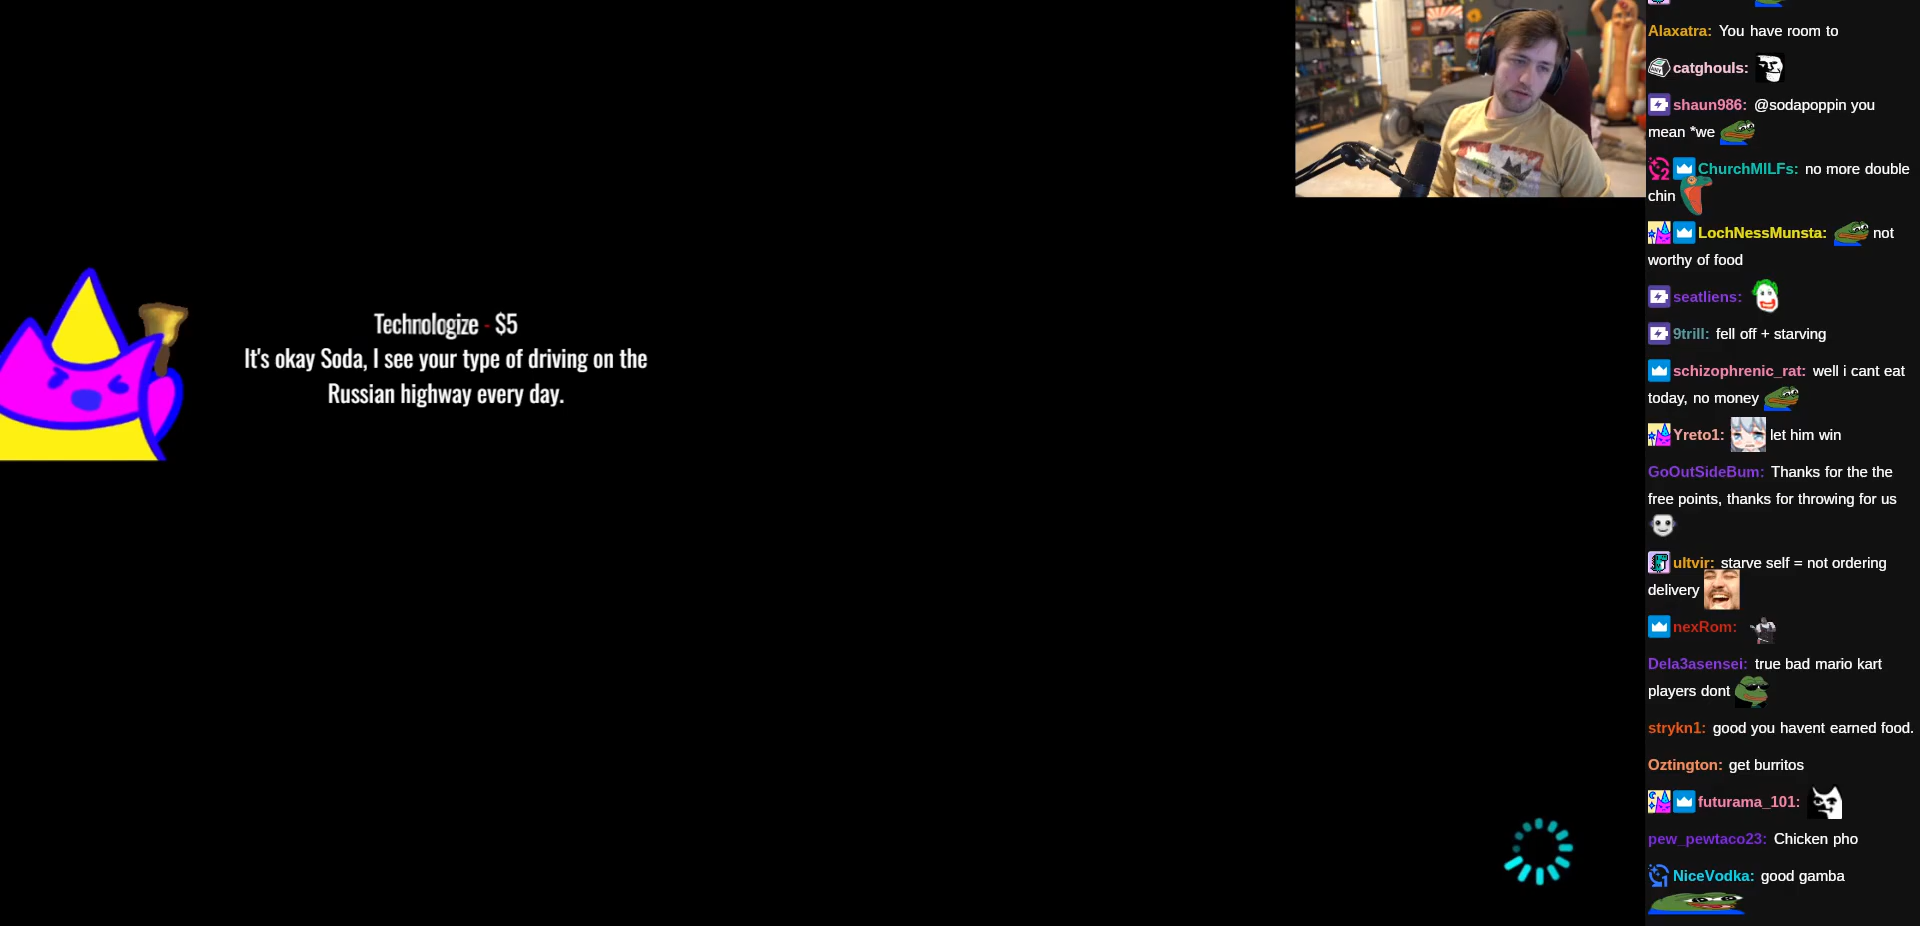 Technologize - $5
It's okay Soda, I see your type of driving on the
Russian highway every day.
Alaxatra: You have room to
catghouls:
shaun986: @sodapoppin you
mean *we
ChurchMILFs: no more double
chin
LochNessMunsta: not
worthy of food
seatliens:
9trill: fell off + starving
schizophrenic_rat: well i cant eat
today, no money
Yreto1: let him win
GoOutSideBum: Thanks for the the
free points, thanks for throwing for us
ultvir: starve self = not ordering
delivery
nexRom:
Dela3asensei: true bad mario kart
players dont
strykn1: good you havent earned food.
Oztington: get burritos
futurama_101:
pew_pewtaco23: Chicken pho
NiceVodka: good gamba